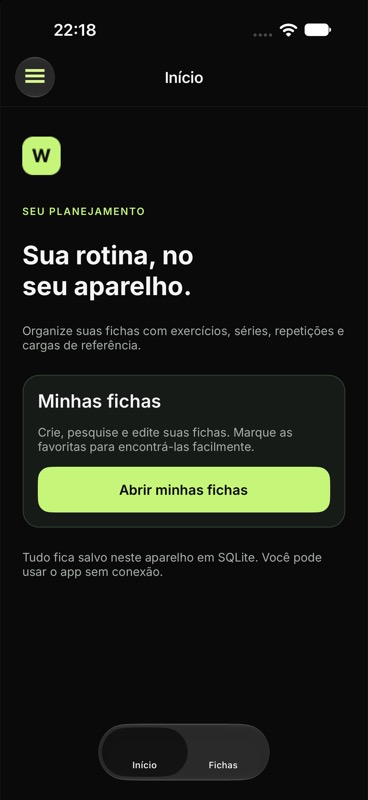 22:18
Início
W
SEU PLANEJAMENTO
Sua rotina, no
seu aparelho.
Organize suas fichas com exercícios, séries, repetições e
cargas de referência.
Minhas fichas
Crie, pesquise e edite suas fichas. Marque as
favoritas para encontrá-las facilmente.
Abrir minhas fichas
Tudo fica salvo neste aparelho em SQLite. Você pode
usar o app sem conexão.
Início
Fichas